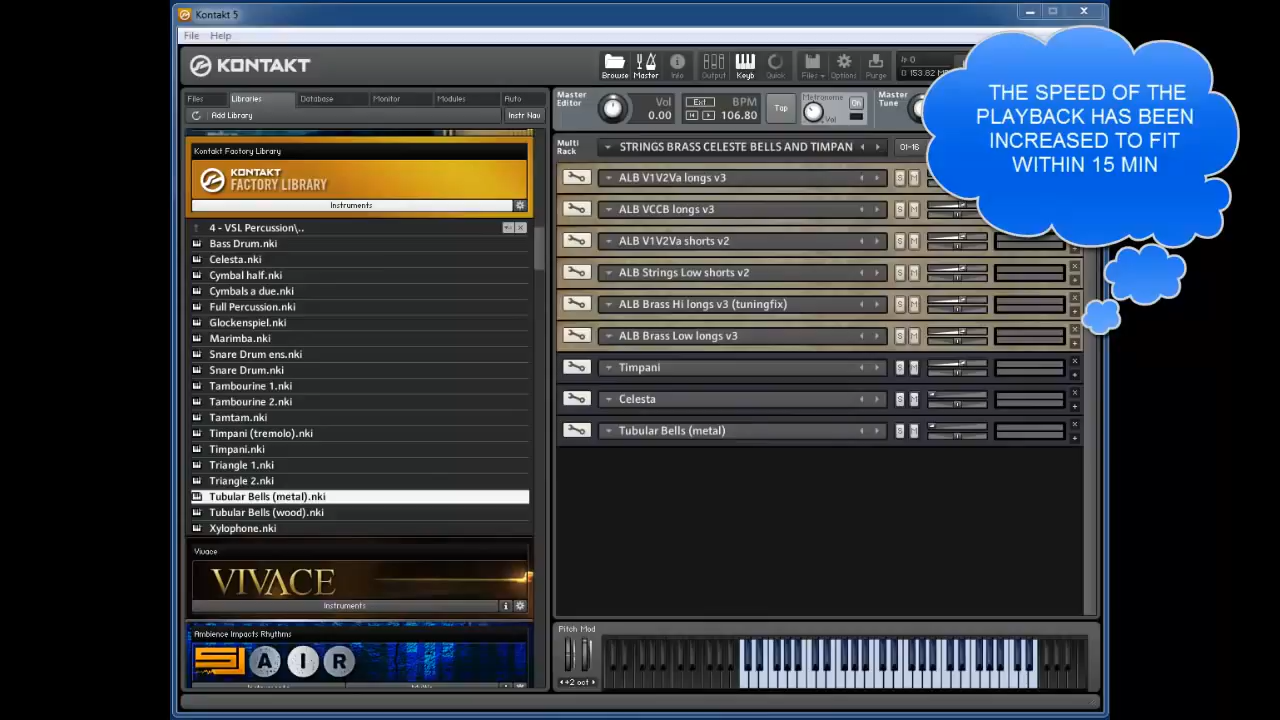 Kontakt 5
File Help
KONTAKT
Browse Master Info Output Keyb Quick Files Options Purge
0
153.82
Files Libraries Database Monitor Modules Auto
Add Library Instr Nav
Master Editor Vol 0.00 Ext BPM 106.80 Tap Metronome On Vol Master Tune
THE SPEED OF THE
PLAYBACK HAS BEEN
INCREASED TO FIT
WITHIN 15 MIN
Kontakt Factory Library
KONTAKT
FACTORY LIBRARY
Instruments
4 - VSL Percussion\..
Bass Drum.nki
Celesta.nki
Cymbal half.nki
Cymbals a due.nki
Full Percussion.nki
Glockenspiel.nki
Marimba.nki
Snare Drum ens.nki
Snare Drum.nki
Tambourine 1.nki
Tambourine 2.nki
Tamtam.nki
Timpani (tremolo).nki
Timpani.nki
Triangle 1.nki
Triangle 2.nki
Tubular Bells (metal).nki
Tubular Bells (wood).nki
Xylophone.nki
Vivace
VIVACE
Instruments
Ambience Impacts Rhythms
A I R
Multi Rack STRINGS BRASS CELESTE BELLS AND TIMPAN 01-16
ALB V1V2Va longs v3 S M
ALB VCCB longs v3 S M
ALB V1V2Va shorts v2 S M
ALB Strings Low shorts v2 S M
ALB Brass Hi longs v3 (tuningfix) S M
ALB Brass Low longs v3 S M
Timpani S M
Celesta S M
Tubular Bells (metal) S M
Pitch Mod
+2 oct